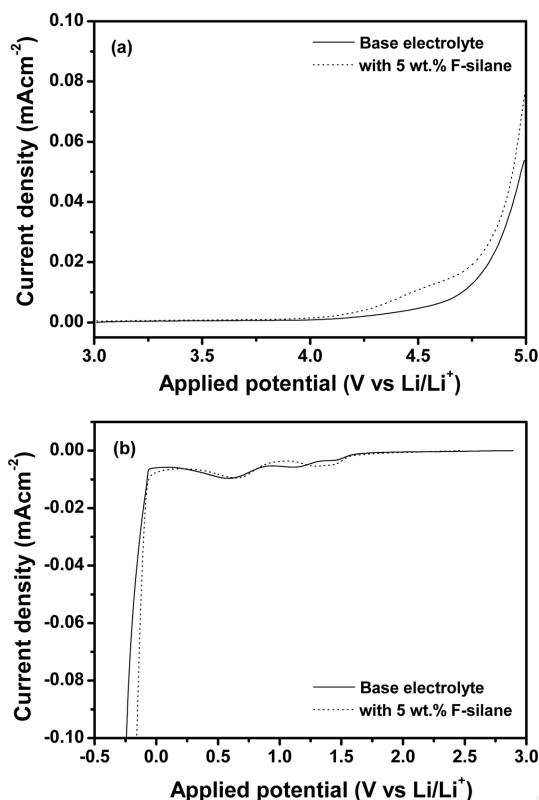 0.10
(a)
Base electrolyte
with 5 wt.% F-silane
0.08
0.06
0.04
0.02
0.00
Current density (mAcm-2)
3.0 3.5 4.0 4.5 5.0
Applied potential (V vs Li/Li+)
0.00
(b)
-0.02
-0.04
-0.06
-0.08
-0.10
Current density (mAcm-2)
Base electrolyte
with 5 wt.% F-silane
-0.5 0.0 0.5 1.0 1.5 2.0 2.5 3.0
Applied potential (V vs Li/Li+)